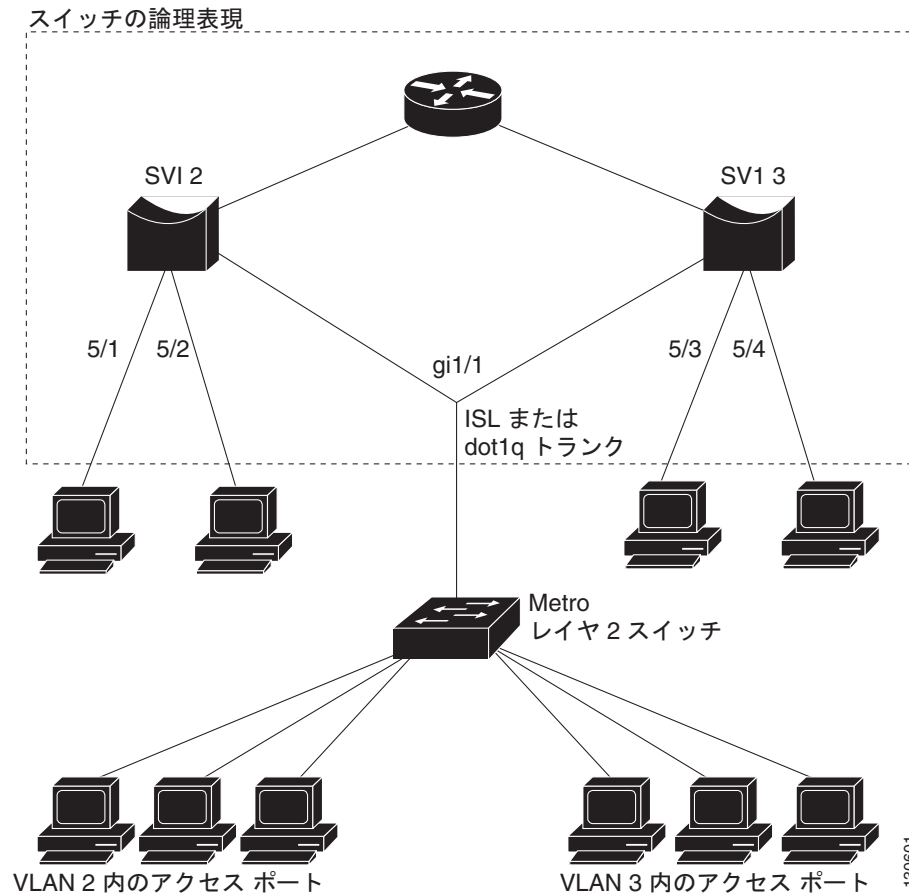 スイッチの論理表現
SVI 2
SV1 3
5/1
5/2
gi1/1
5/3
5/4
ISL または
dot1q トランク
Metro
レイヤ 2 スイッチ
VLAN 2 内のアクセス ポート
VLAN 3 内のアクセス ポート
130601